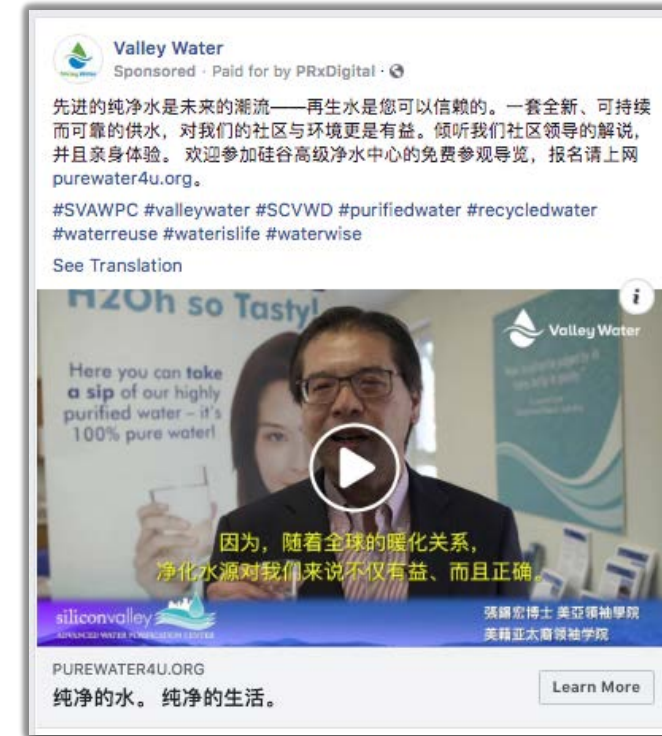 Valley Water
Sponsored · Paid for by PRxDigital ·
先进的纯净水是未来的潮流——再生水是您可以信赖的。一套全新、可持续
而可靠的供水，对我们的社区与环境更是有益。倾听我们社区领导的解说，
并且亲身体验。 欢迎参加硅谷高级净水中心的免费参观导览，报名请上网
purewater4u.org。
#SVAWPC #valleywater #SCVWD #purifiedwater #recycledwater
#waterreuse #waterislife #waterwise
See Translation
H2Oh so Tasty!
Here you can take
a sip of our highly
purified water – it's
100% pure water!
Valley Water
因为，随着全球的暖化关系，
净化水源对我们来说不仅有益、而且正确。
siliconvalley
ADVANCED WATER PURIFICATION CENTER
張錦宏博士 美亞領袖學院
美籍亚太裔领袖学院
PUREWATER4U.ORG
纯净的水。 纯净的生活。
Learn More